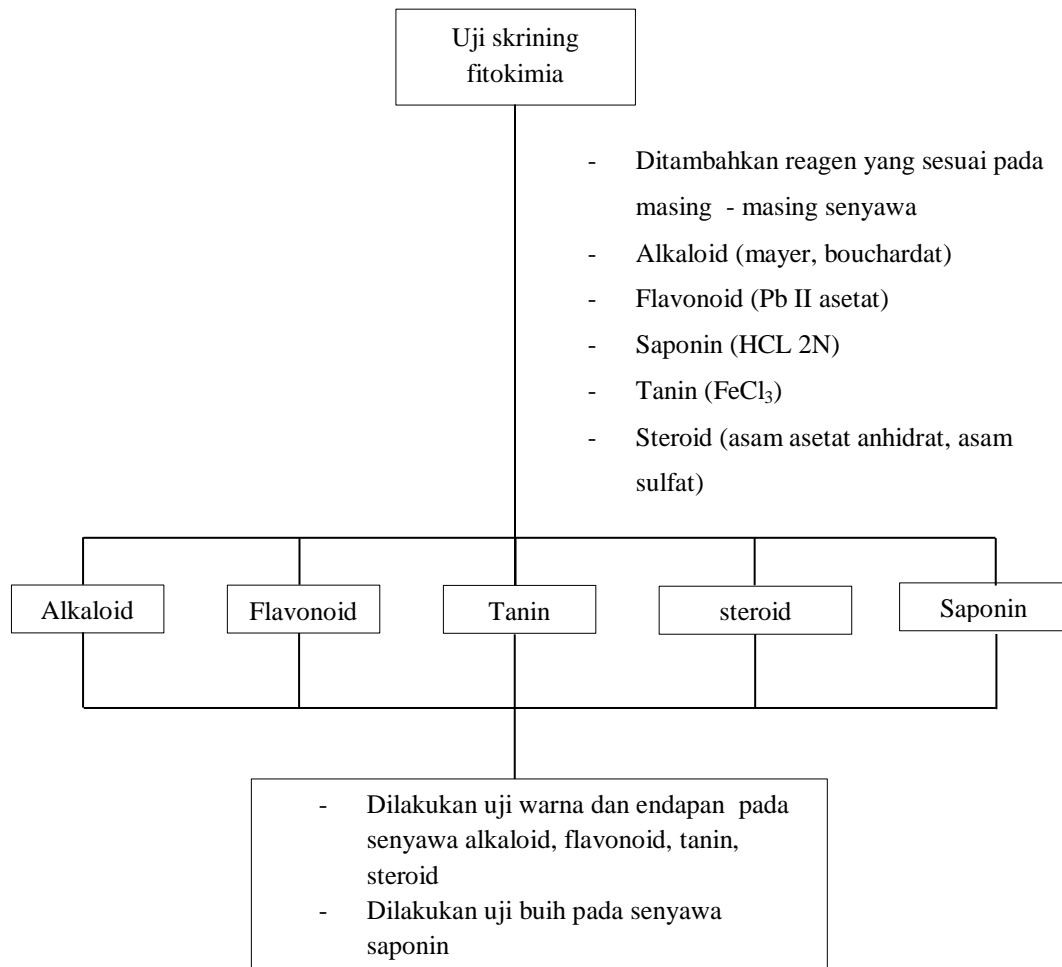 Uji skrining
fitokimia
- Ditambahkan reagen yang sesuai pada
masing - masing senyawa
- Alkaloid (mayer, bouchardat)
- Flavonoid (Pb II asetat)
- Saponin (HCL 2N)
- Tanin (FeCl₃)
- Steroid (asam asetat anhidrat, asam
sulfat)
Alkaloid
Flavonoid
Tanin
steroid
Saponin
- Dilakukan uji warna dan endapan pada
senyawa alkaloid, flavonoid, tanin,
steroid
- Dilakukan uji buih pada senyawa
saponin